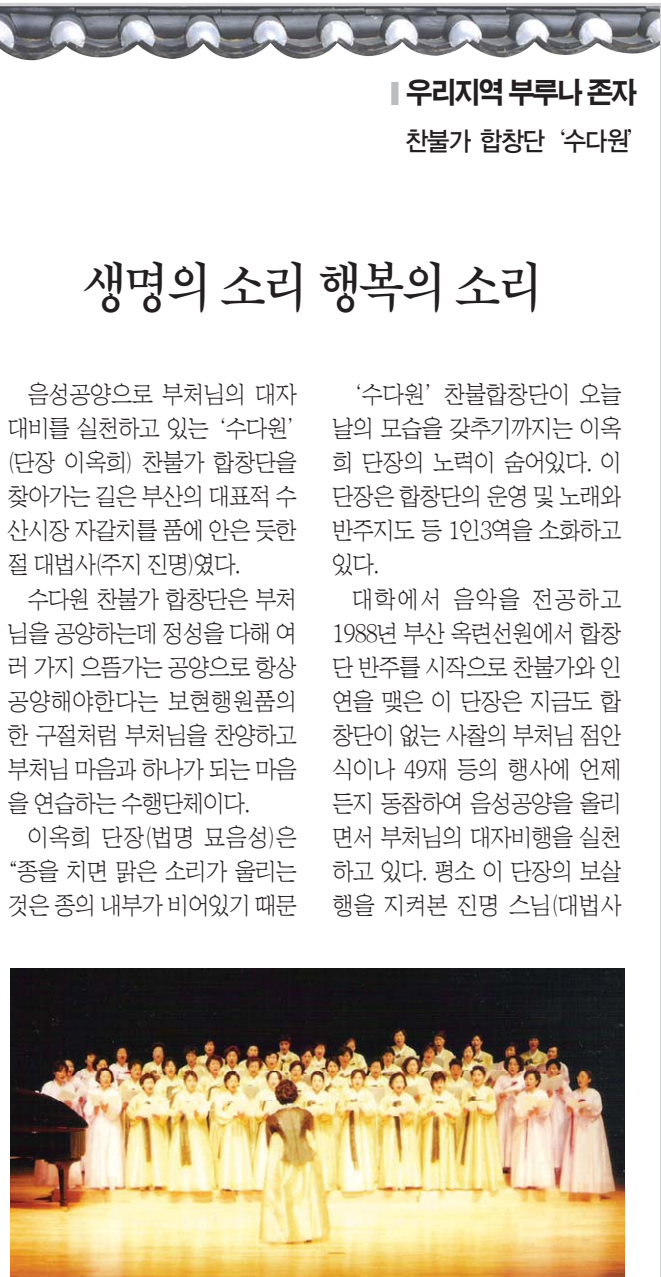 우리지역 부루나 존자
찬불가 합창단 ‘수다원’
생명의 소리 행복의 소리
음성공양으로 부처님의 대자
대비를 실천하고 있는 ‘수다원’
(단장 이옥희) 찬불가 합창단을
찾아가는 길은 부산의 대표적 수
산시장 자갈치를 품에 안은 듯한
절 대법사(주지 진명)였다.
수다원 찬불가 합창단은 부처
님을 공양하는데 정성을 다해 여
러 가지 으뜸가는 공양으로 항상
공양해야한다는 보현행원품의
한 구절처럼 부처님을 찬양하고
부처님 마음과 하나가 되는 마음
을 연습하는 수행단체이다.
이옥희 단장(법명 묘음성)은
“종을 치면 맑은 소리가 울리는
것은 종의 내부가 비어있기 때문
‘수다원’ 찬불합창단이 오늘
날의 모습을 갖추기까지는 이옥
희 단장의 노력이 숨어있다. 이
단장은 합창단의 운영 및 노래와
반주지도 등 1인3역을 소화하고
있다.
대학에서 음악을 전공하고
1988년 부산 옥련선원에서 합창
단 반주를 시작으로 찬불가와 인
연을 맺은 이 단장은 지금도 합
창단이 없는 사찰의 부처님 점안
식이나 49재 등의 행사에 언제
든지 동참하여 음성공양을 올리
면서 부처님의 대자비행을 실천
하고 있다. 평소 이 단장의 보살
행을 지켜본 진명 스님(대법사